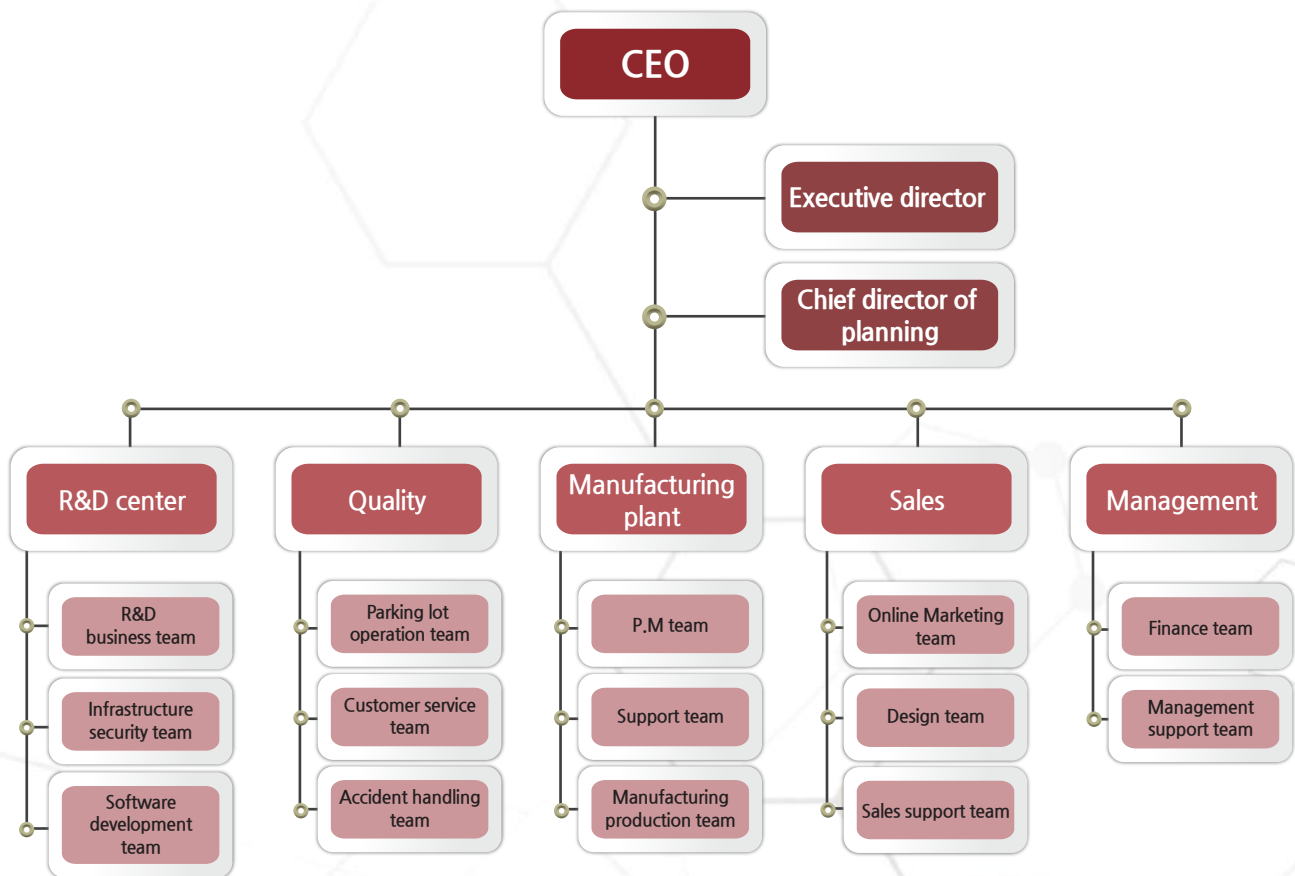 CEO
Executive director
Chief director of
planning
R&D center
Quality
Manufacturing
plant
Sales
Management
R&D
business team
Infrastructure
security team
Software
development
team
Parking lot
operation team
Customer service
team
Accident handling
team
P.M team
Support team
Manufacturing
production team
Online Marketing
team
Design team
Sales support team
Finance team
Management
support team